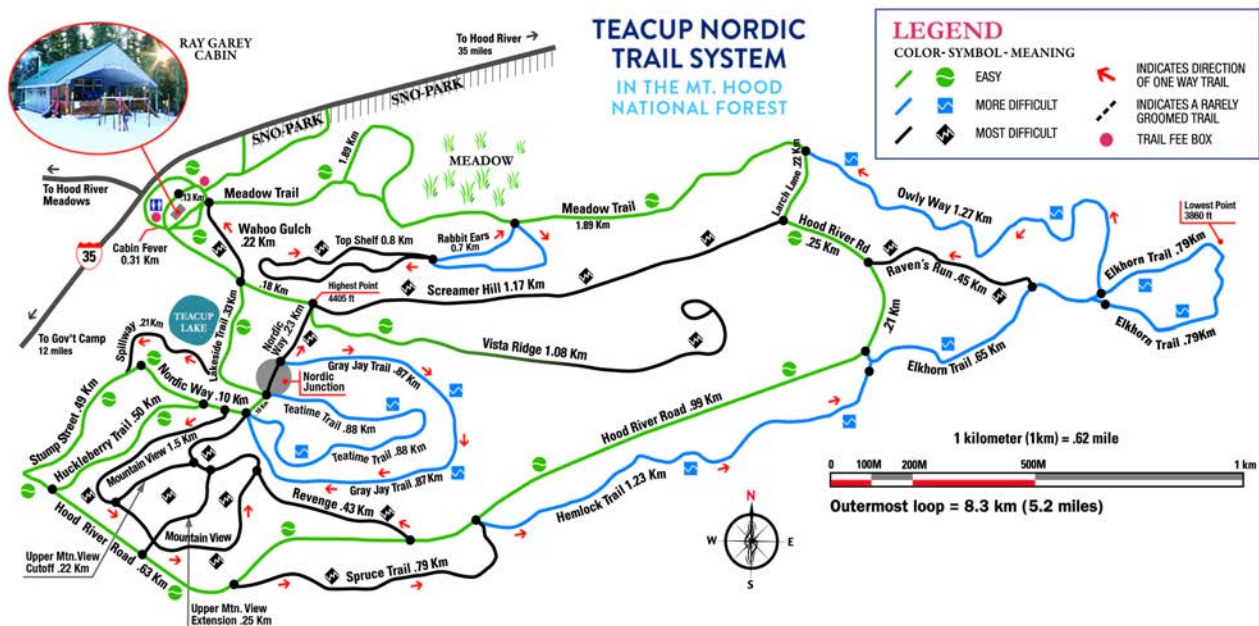 RAY GAREY
CABIN
To Hood River
35 miles
SNO-PARK
SNO-PARK
TEACUP NORDIC
TRAIL SYSTEM
IN THE MT. HOOD
NATIONAL FOREST
LEGEND
COLOR- SYMBOL - MEANING
EASY
MORE DIFFICULT
MOST DIFFICULT
INDICATES DIRECTION
OF ONE WAY TRAIL
INDICATES A RARELY
GROOMED TRAIL
TRAIL FEE BOX
To Hood River
Meadows
35
To Gov't Camp
12 miles
.13 Km
Cabin Fever
0.31 Km
Meadow Trail
1.89 Km
MEADOW
Meadow Trail
1.89 Km
Larch Lane .22 Km
Owly Way 1.27 Km
Lowest Point
3860 ft
Wahoo Gulch
.22 Km
Top Shelf 0.8 Km
Rabbit Ears
0.7 Km
Hood River Rd
.25 Km
Raven's Run .45 Km
Elkhorn Trail .79Km
Elkhorn Trail .79Km
.18 Km
Highest Point
4405 ft
Screamer Hill 1.17 Km
.21 Km
TEACUP
LAKE
Lakeside Trail .33Km
Nordic
Way .23 Km
Vista Ridge 1.08 Km
Elkhorn Trail .65 Km
Spillway .21Km
Nordic
Junction
Gray Jay Trail .87Km
Nordic Way .10 Km
Teatime Trail .88 Km
Teatime Trail .88 Km
Gray Jay Trail .87Km
Stump Street .49 Km
Huckleberry Trail .50 Km
Mountain View 1.5 Km
Hood River Road .99 Km
Hemlock Trail 1.23 Km
Revenge .43 Km
Mountain View
Hood River Road .63 Km
Upper Mtn.View
Cutoff .22 Km
Spruce Trail .79 Km
Upper Mtn. View
Extension .25 Km
N
W
E
S
1 kilometer (1km) = .62 mile
0 100M 200M 500M 1 km
Outermost loop = 8.3 km (5.2 miles)